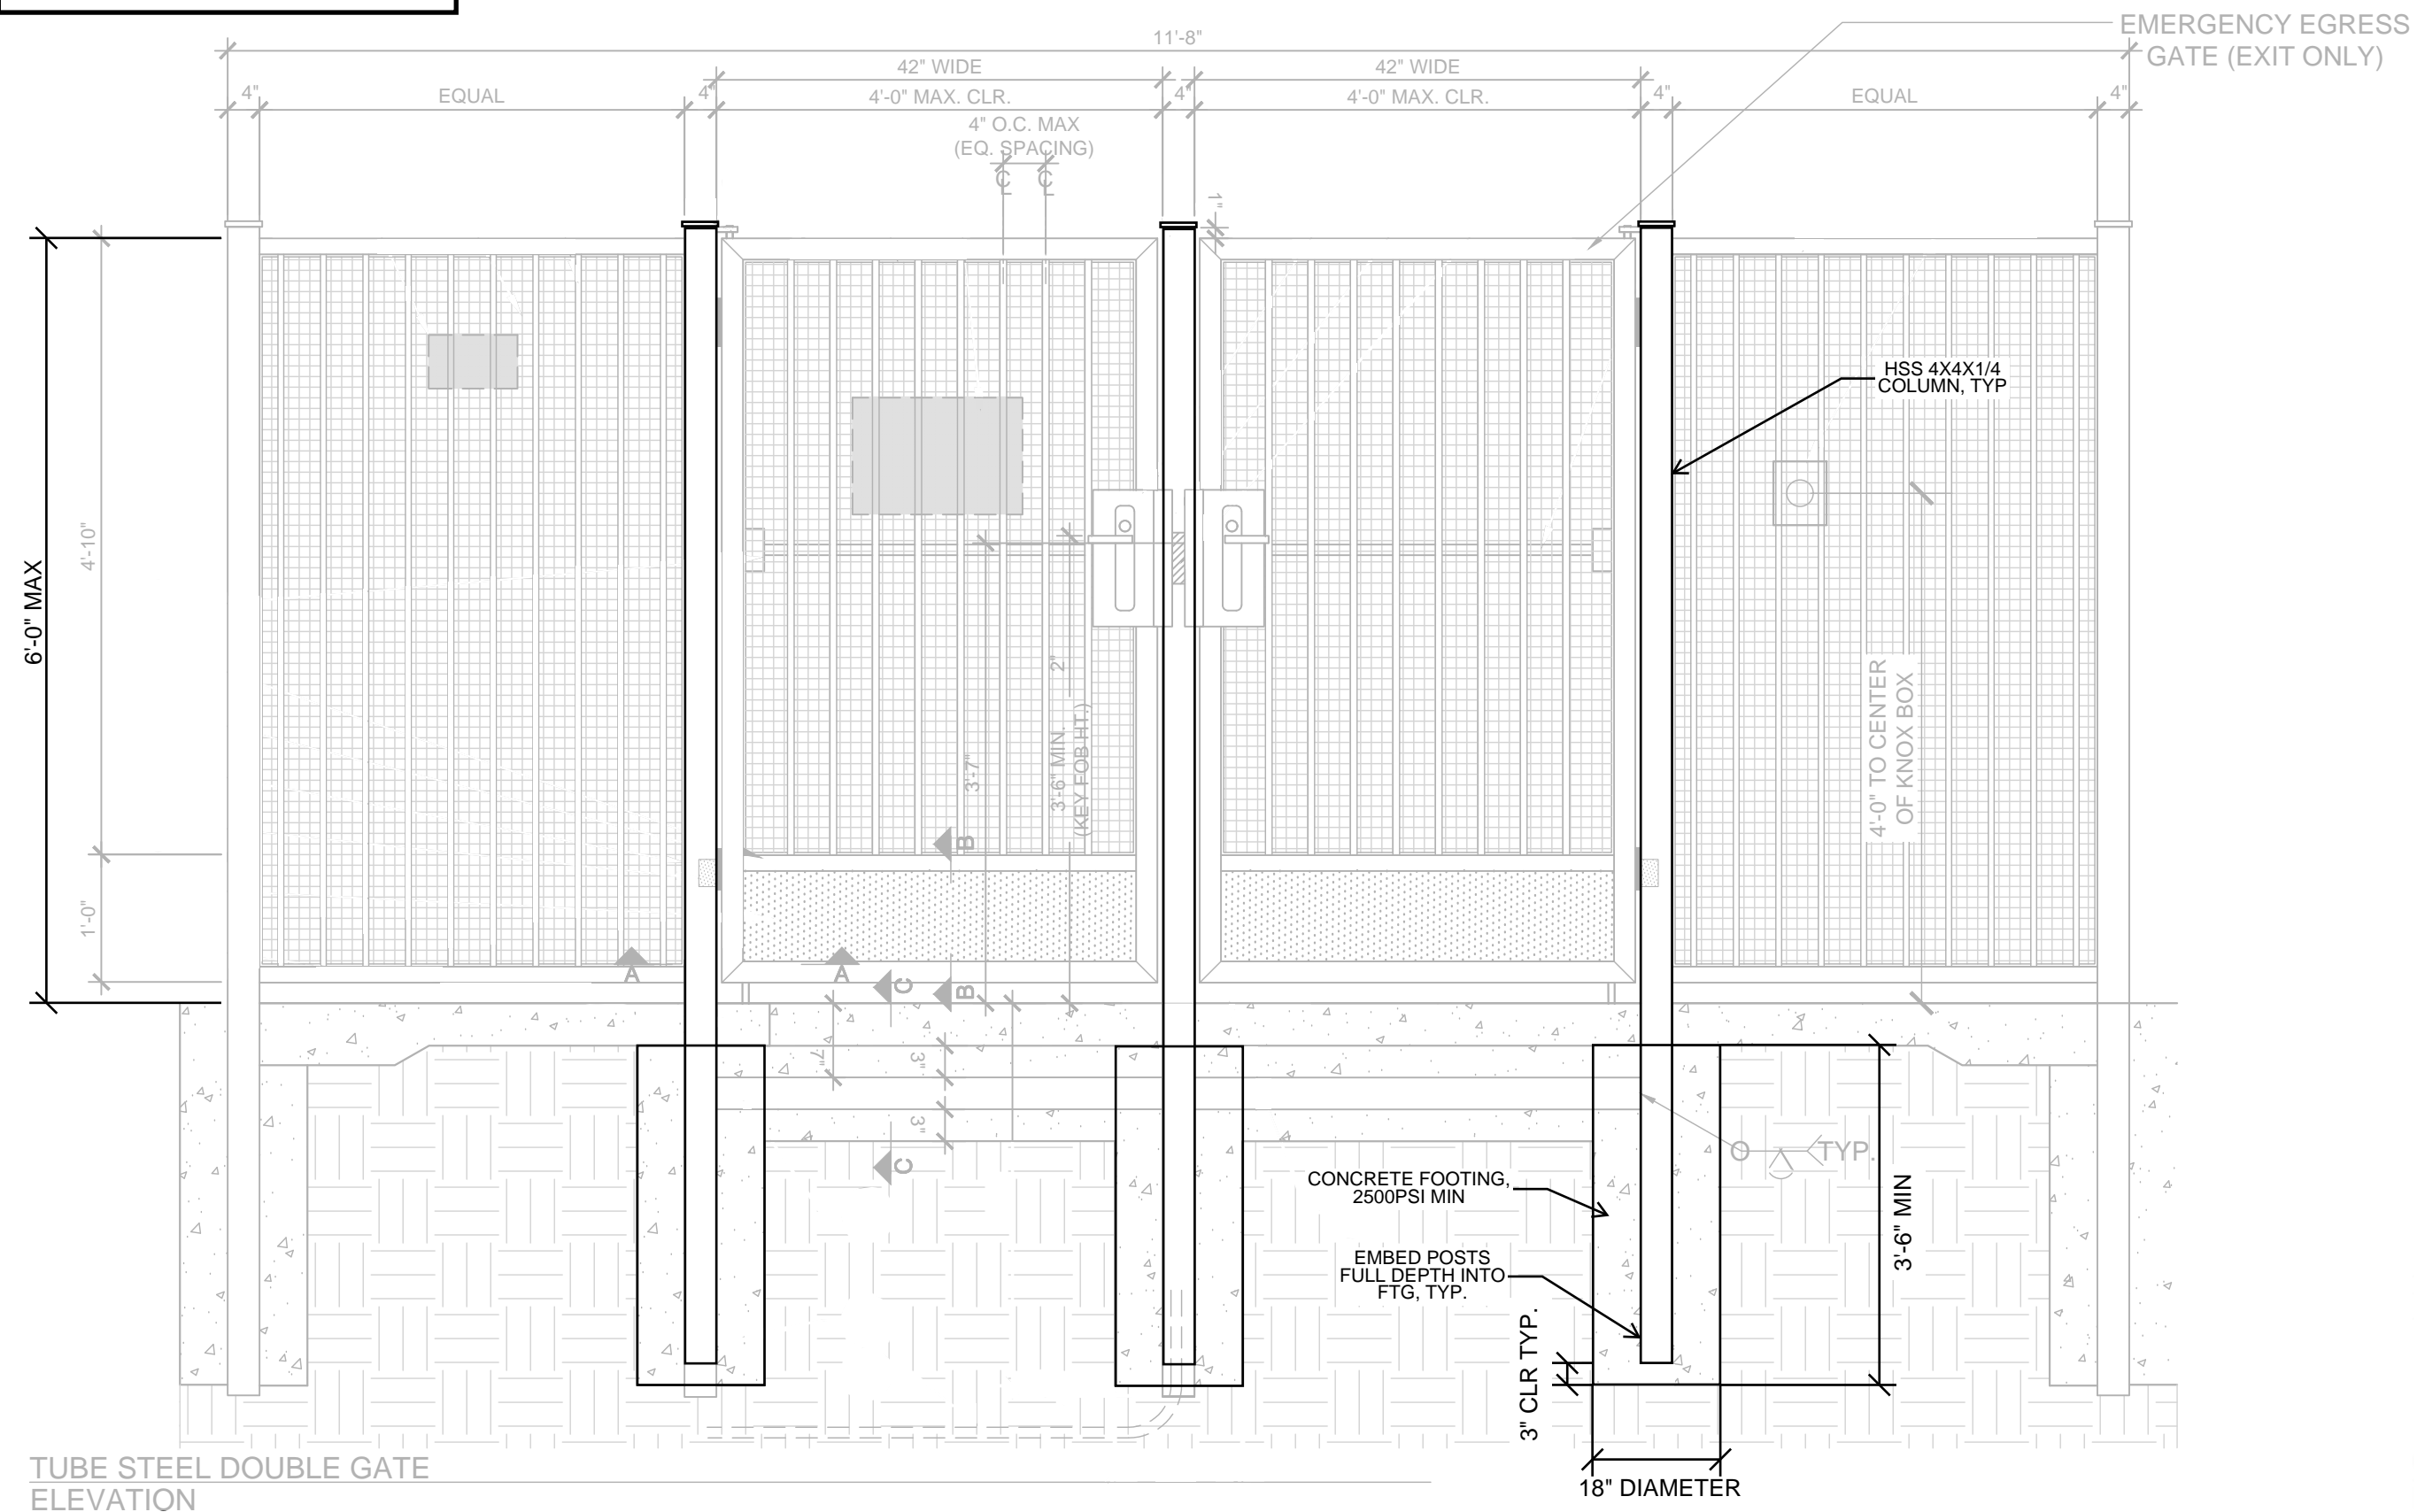 EMERGENCY EGRESS
GATE (EXIT ONLY)
11'-8"
42" WIDE
42" WIDE
4"
EQUAL
4"
4'-0" MAX. CLR.
4"
4'-0" MAX. CLR.
4"
EQUAL
4"
4" O.C. MAX
(EQ. SPACING)
℄
℄
1"
HSS 4X4X1/4
COLUMN, TYP
6'-0" MAX
4'-10"
1'-0"
2"
3'-7"
3'-6" MIN.
(KEY FOB HT.)
4'-0" TO CENTER
OF KNOX BOX
B
A
A
C
B
7"
3"
3"
C
O
TYP.
CONCRETE FOOTING,
2500PSI MIN
EMBED POSTS
FULL DEPTH INTO
FTG, TYP.
3'-6" MIN
3" CLR TYP.
18" DIAMETER
TUBE STEEL DOUBLE GATE
ELEVATION